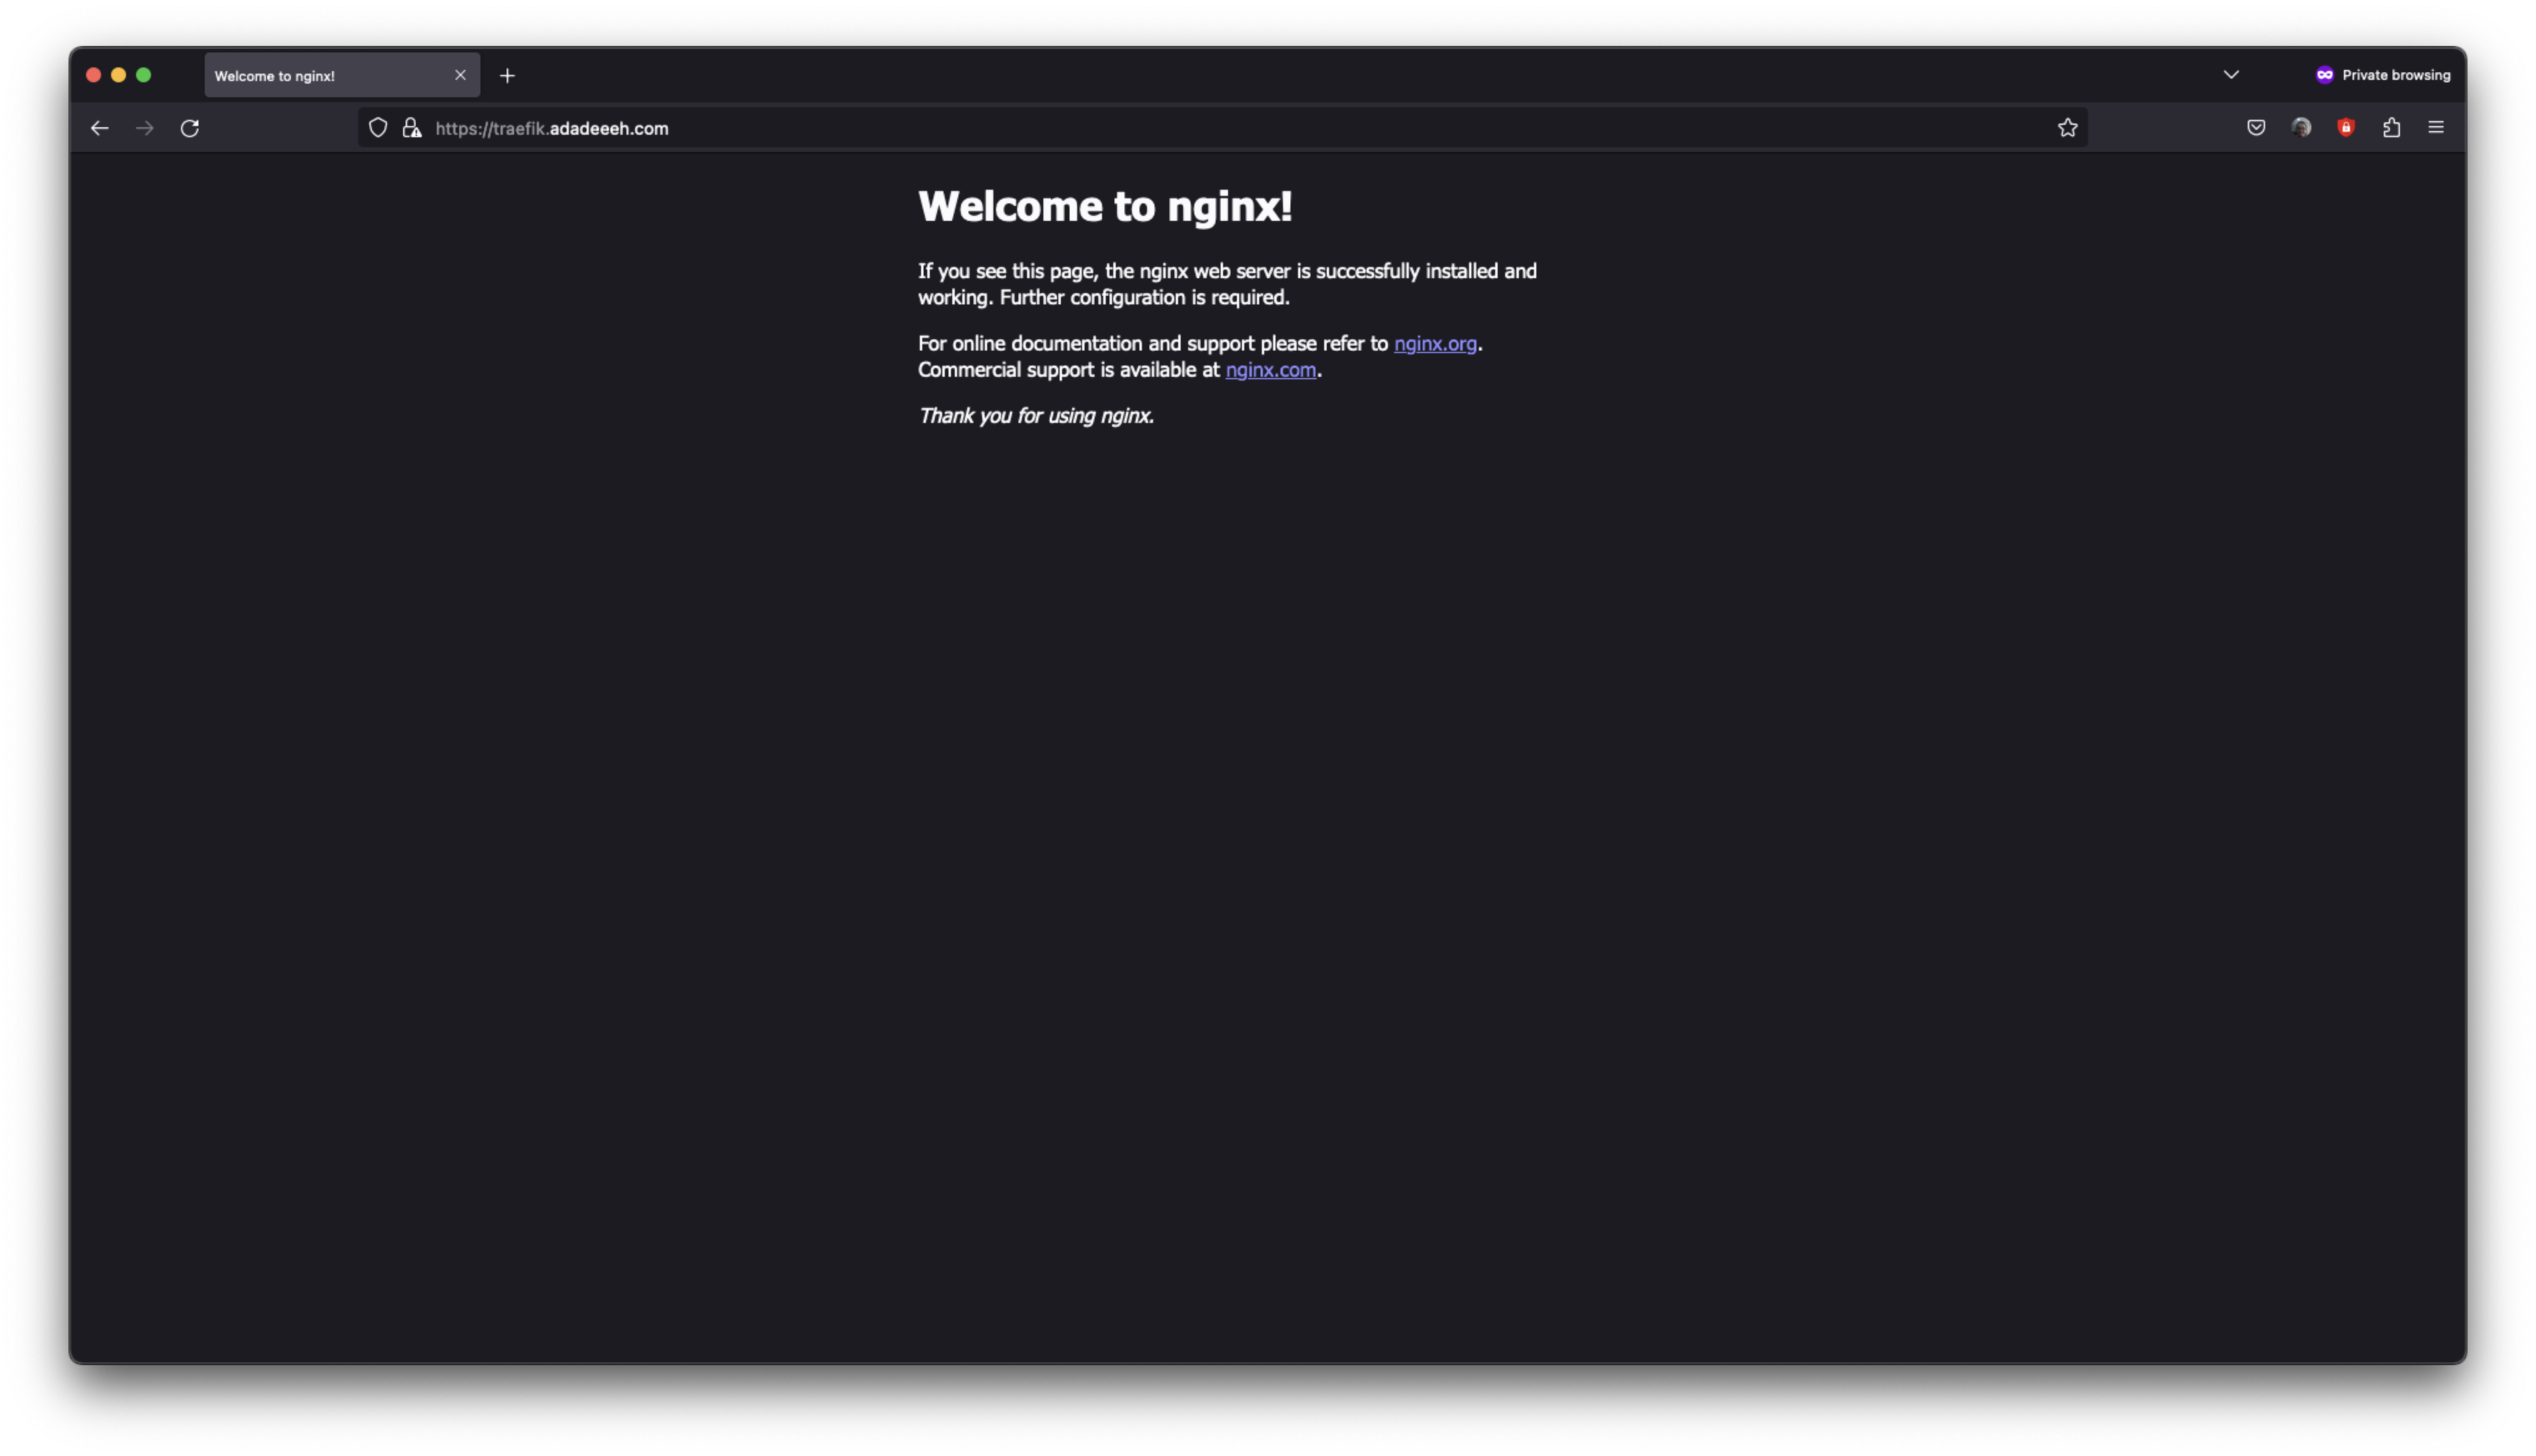 Welcome to nginx!
Private browsing
https://traefik.adadeeeh.com
Welcome to nginx!
If you see this page, the nginx web server is successfully installed and
working. Further configuration is required.
For online documentation and support please refer to nginx.org.
Commercial support is available at nginx.com.
Thank you for using nginx.